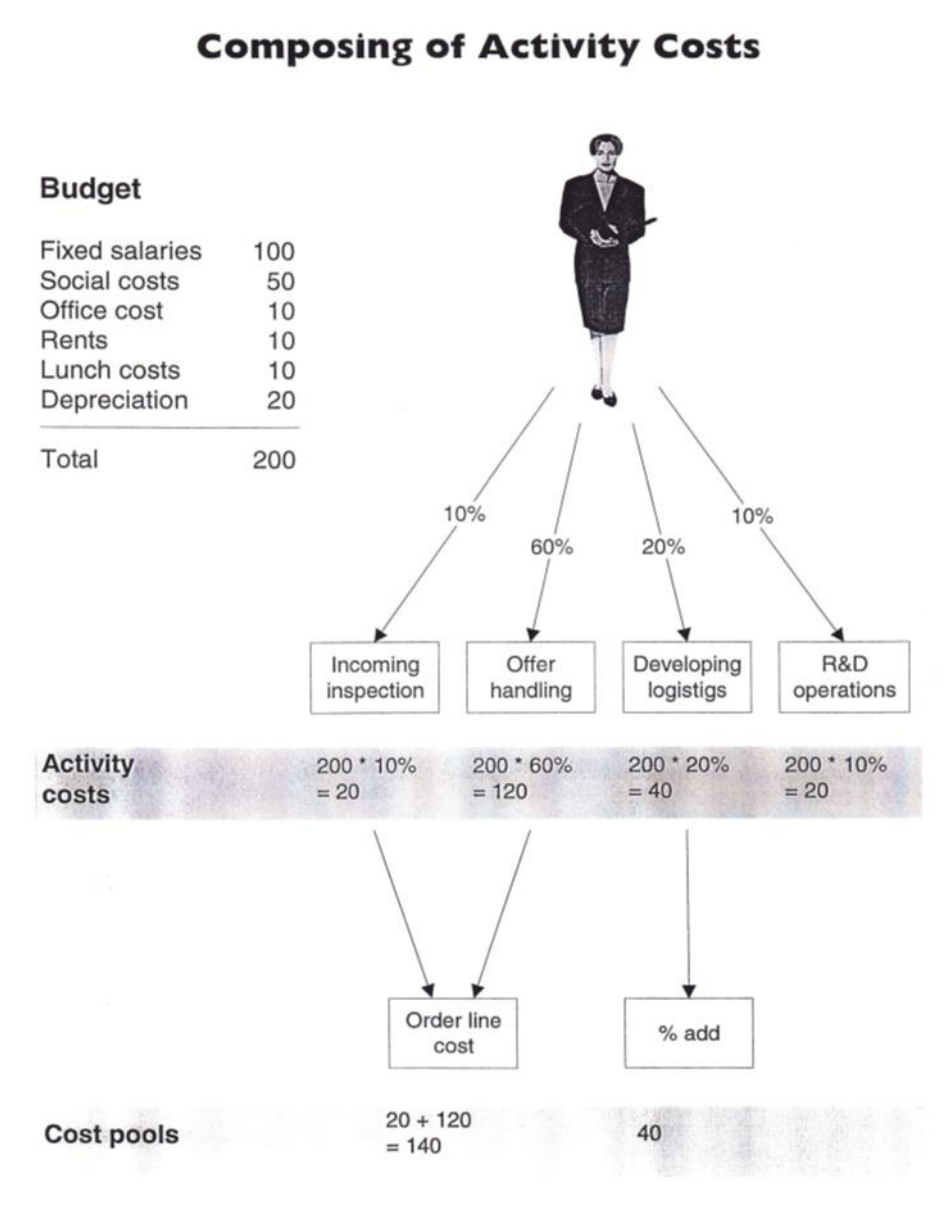 Composing of Activity Costs
Budget
Fixed salaries 100
Social costs 50
Office cost 10
Rents 10
Lunch costs 10
Depreciation 20
Total 200
10%
60%
20%
10%
Incoming
inspection
Offer
handling
Developing
logistigs
R&D
operations
Activity
costs
200 * 10%
= 20
200 * 60%
= 120
200 * 20%
= 40
200 * 10%
= 20
Order line
cost
% add
Cost pools
20 + 120
= 140
40